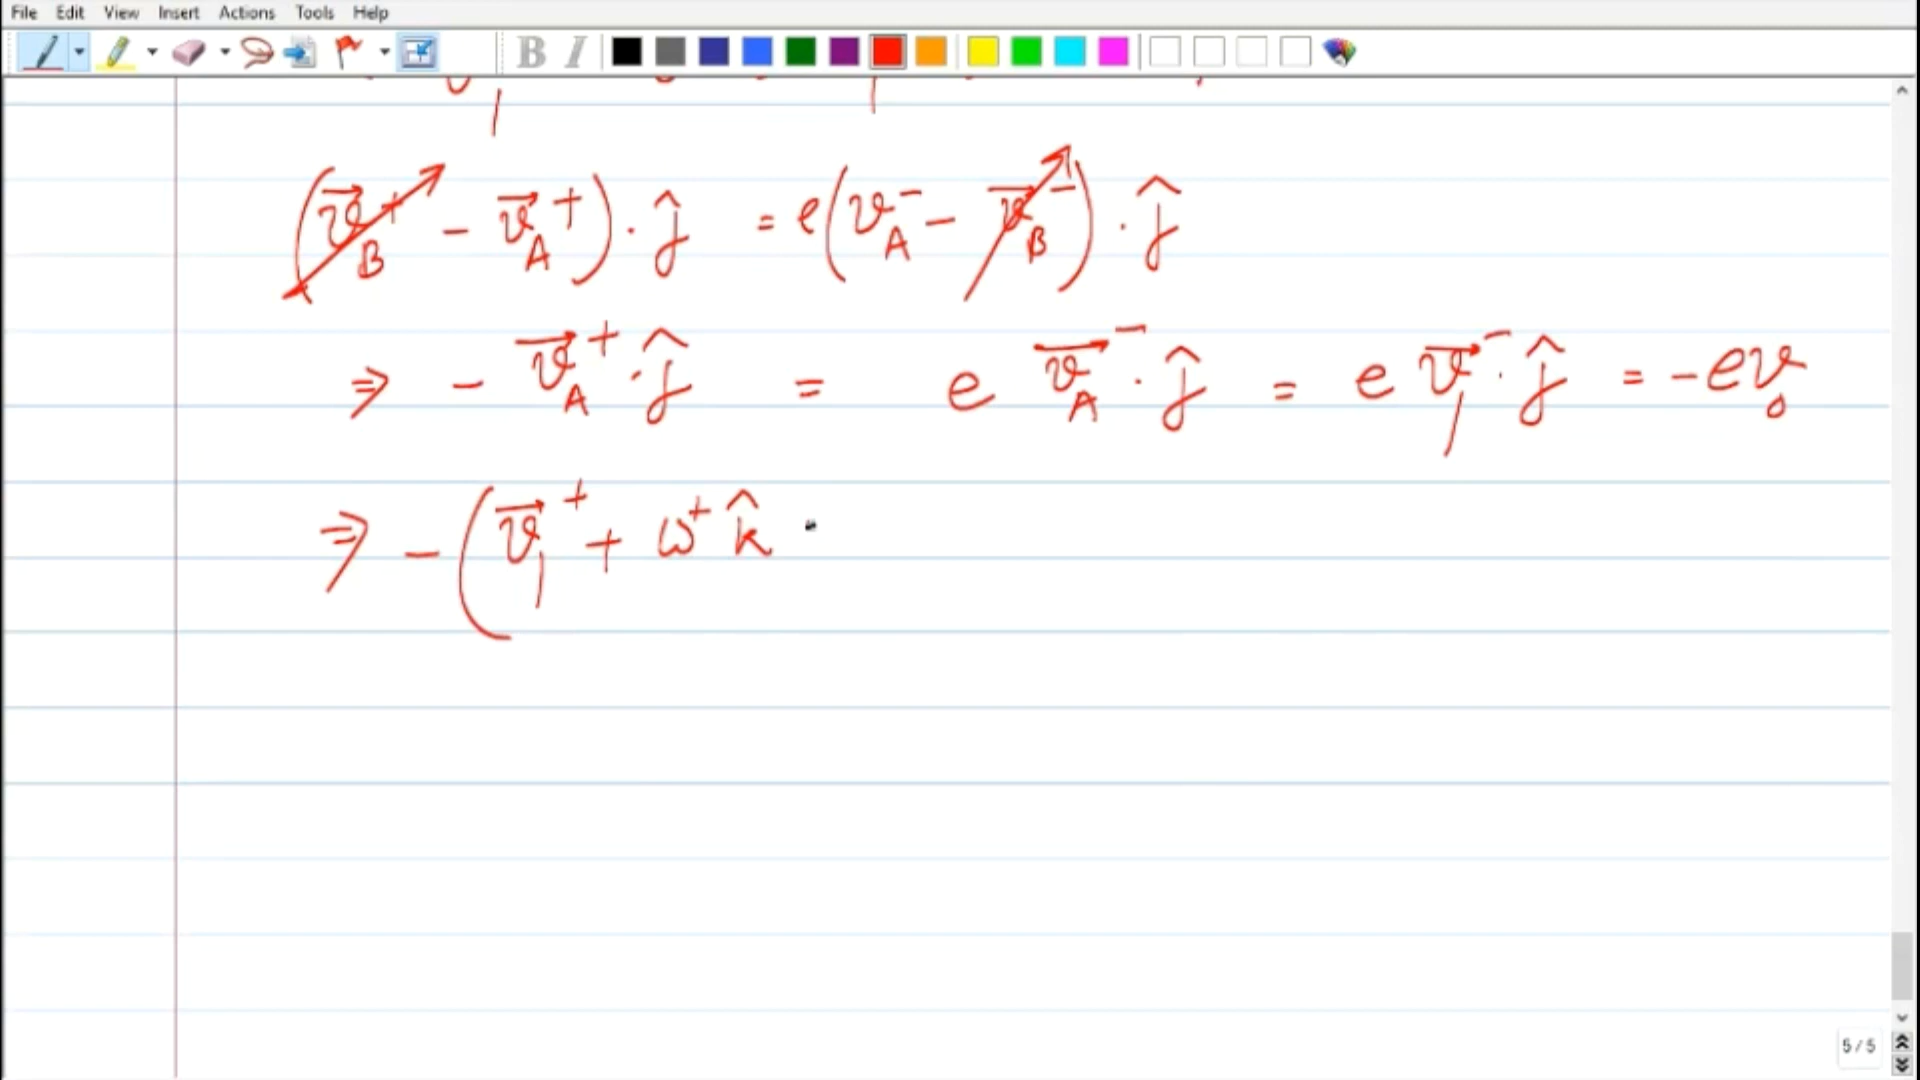 File Edit View Insert Actions Tools Help
B I
(v⃗_B⁺ - v⃗_A⁺) · ĵ = e(v_A⁻ - v⃗_B⁻) · ĵ
⇒ - v⃗_A⁺ · ĵ = e v⃗_A⁻ · ĵ = e v⃗_1⁻ · ĵ = -ev_0
⇒ -(v⃗_1⁺ + ω⁺ k̂
5 / 5